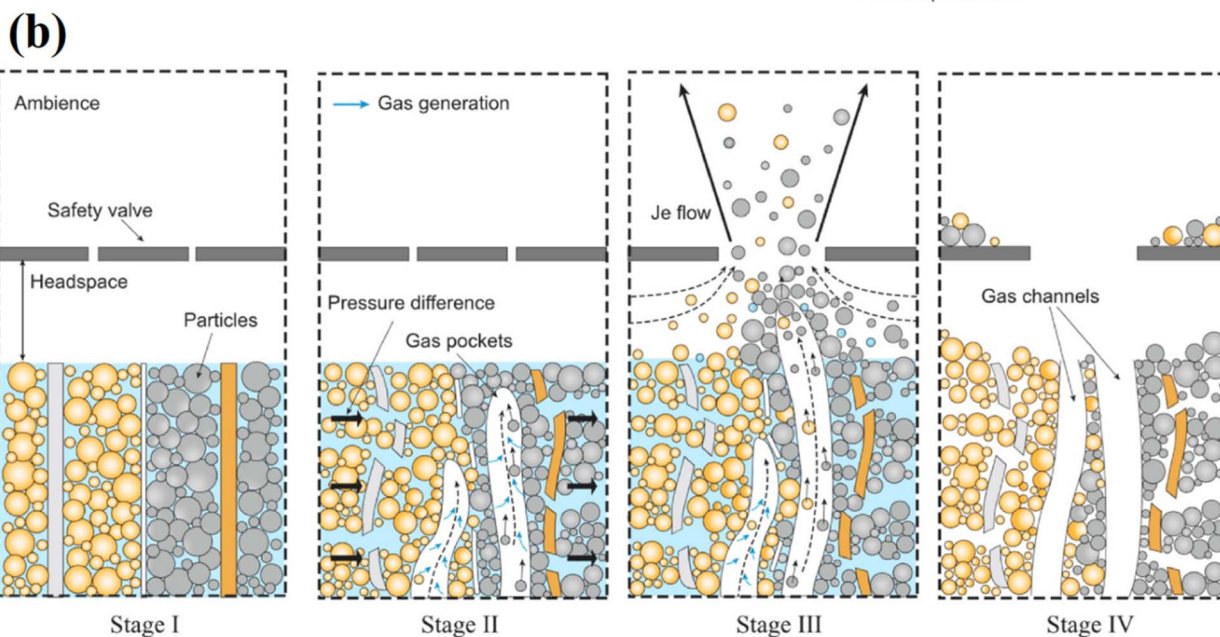 (b)
Ambience
Safety valve
Headspace
Particles
Stage I
Gas generation
Pressure difference
Gas pockets
Stage II
Je flow
Stage III
Gas channels
Stage IV